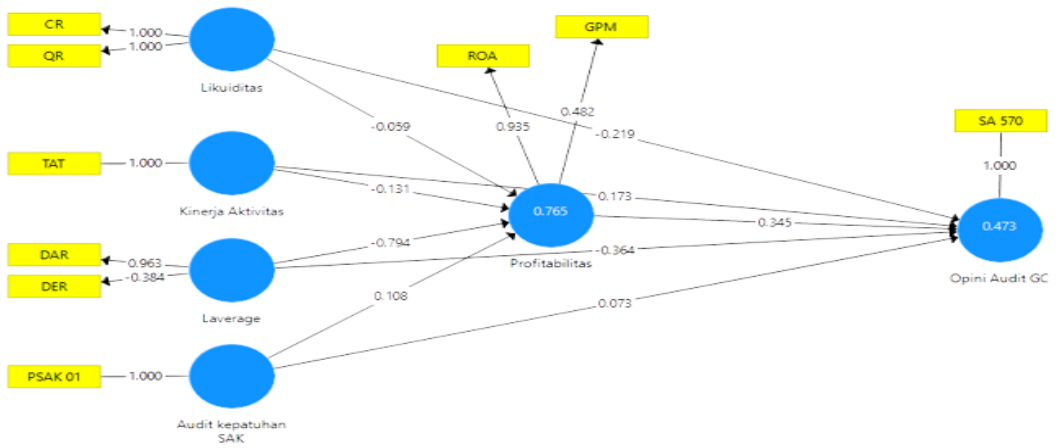 CR
1.000
QR
1.000
Likuiditas
TAT
1.000
Kinerja Aktivitas
DAR
0.963
DER
-0.384
Laverage
PSAK 01
1.000
Audit kepatuhan
SAK
-0.059
-0.131
-0.794
0.108
ROA
GPM
0.935
0.482
0.765
Profitabilitas
-0.219
0.173
0.345
-0.364
0.073
SA 570
1.000
0.473
Opini Audit GC